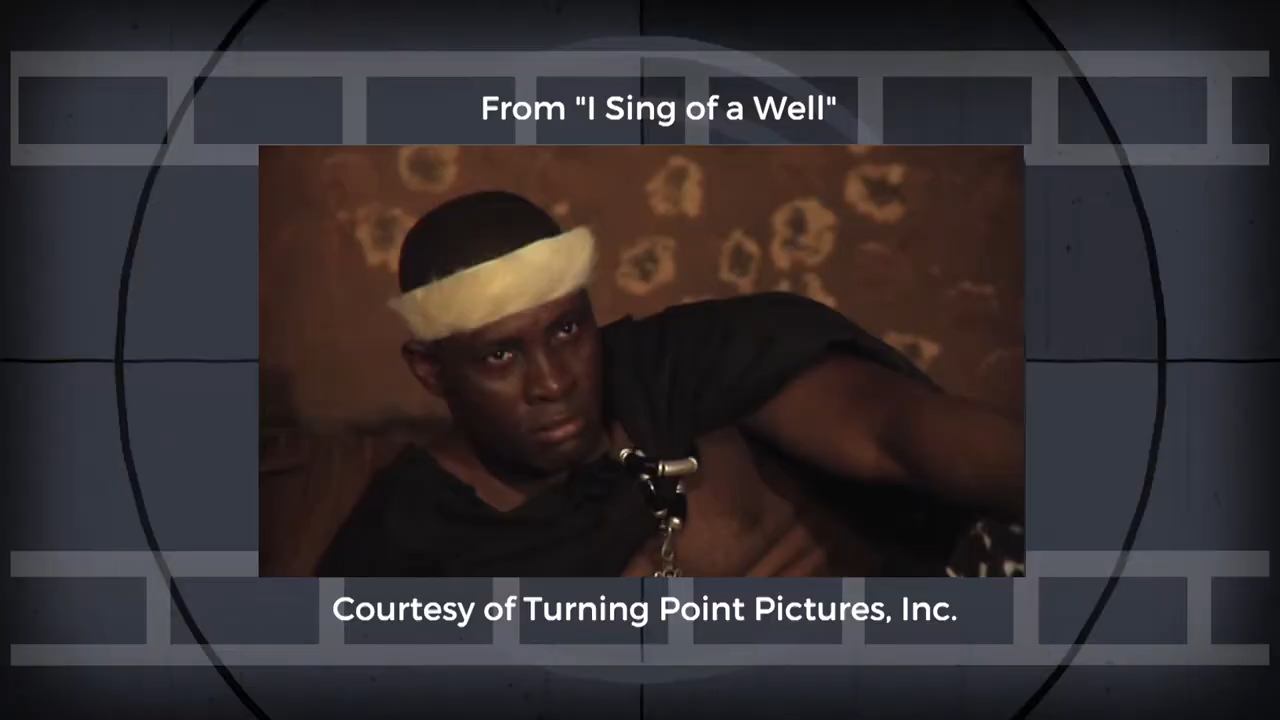 From "I Sing of a Well"
Courtesy of Turning Point Pictures, Inc.